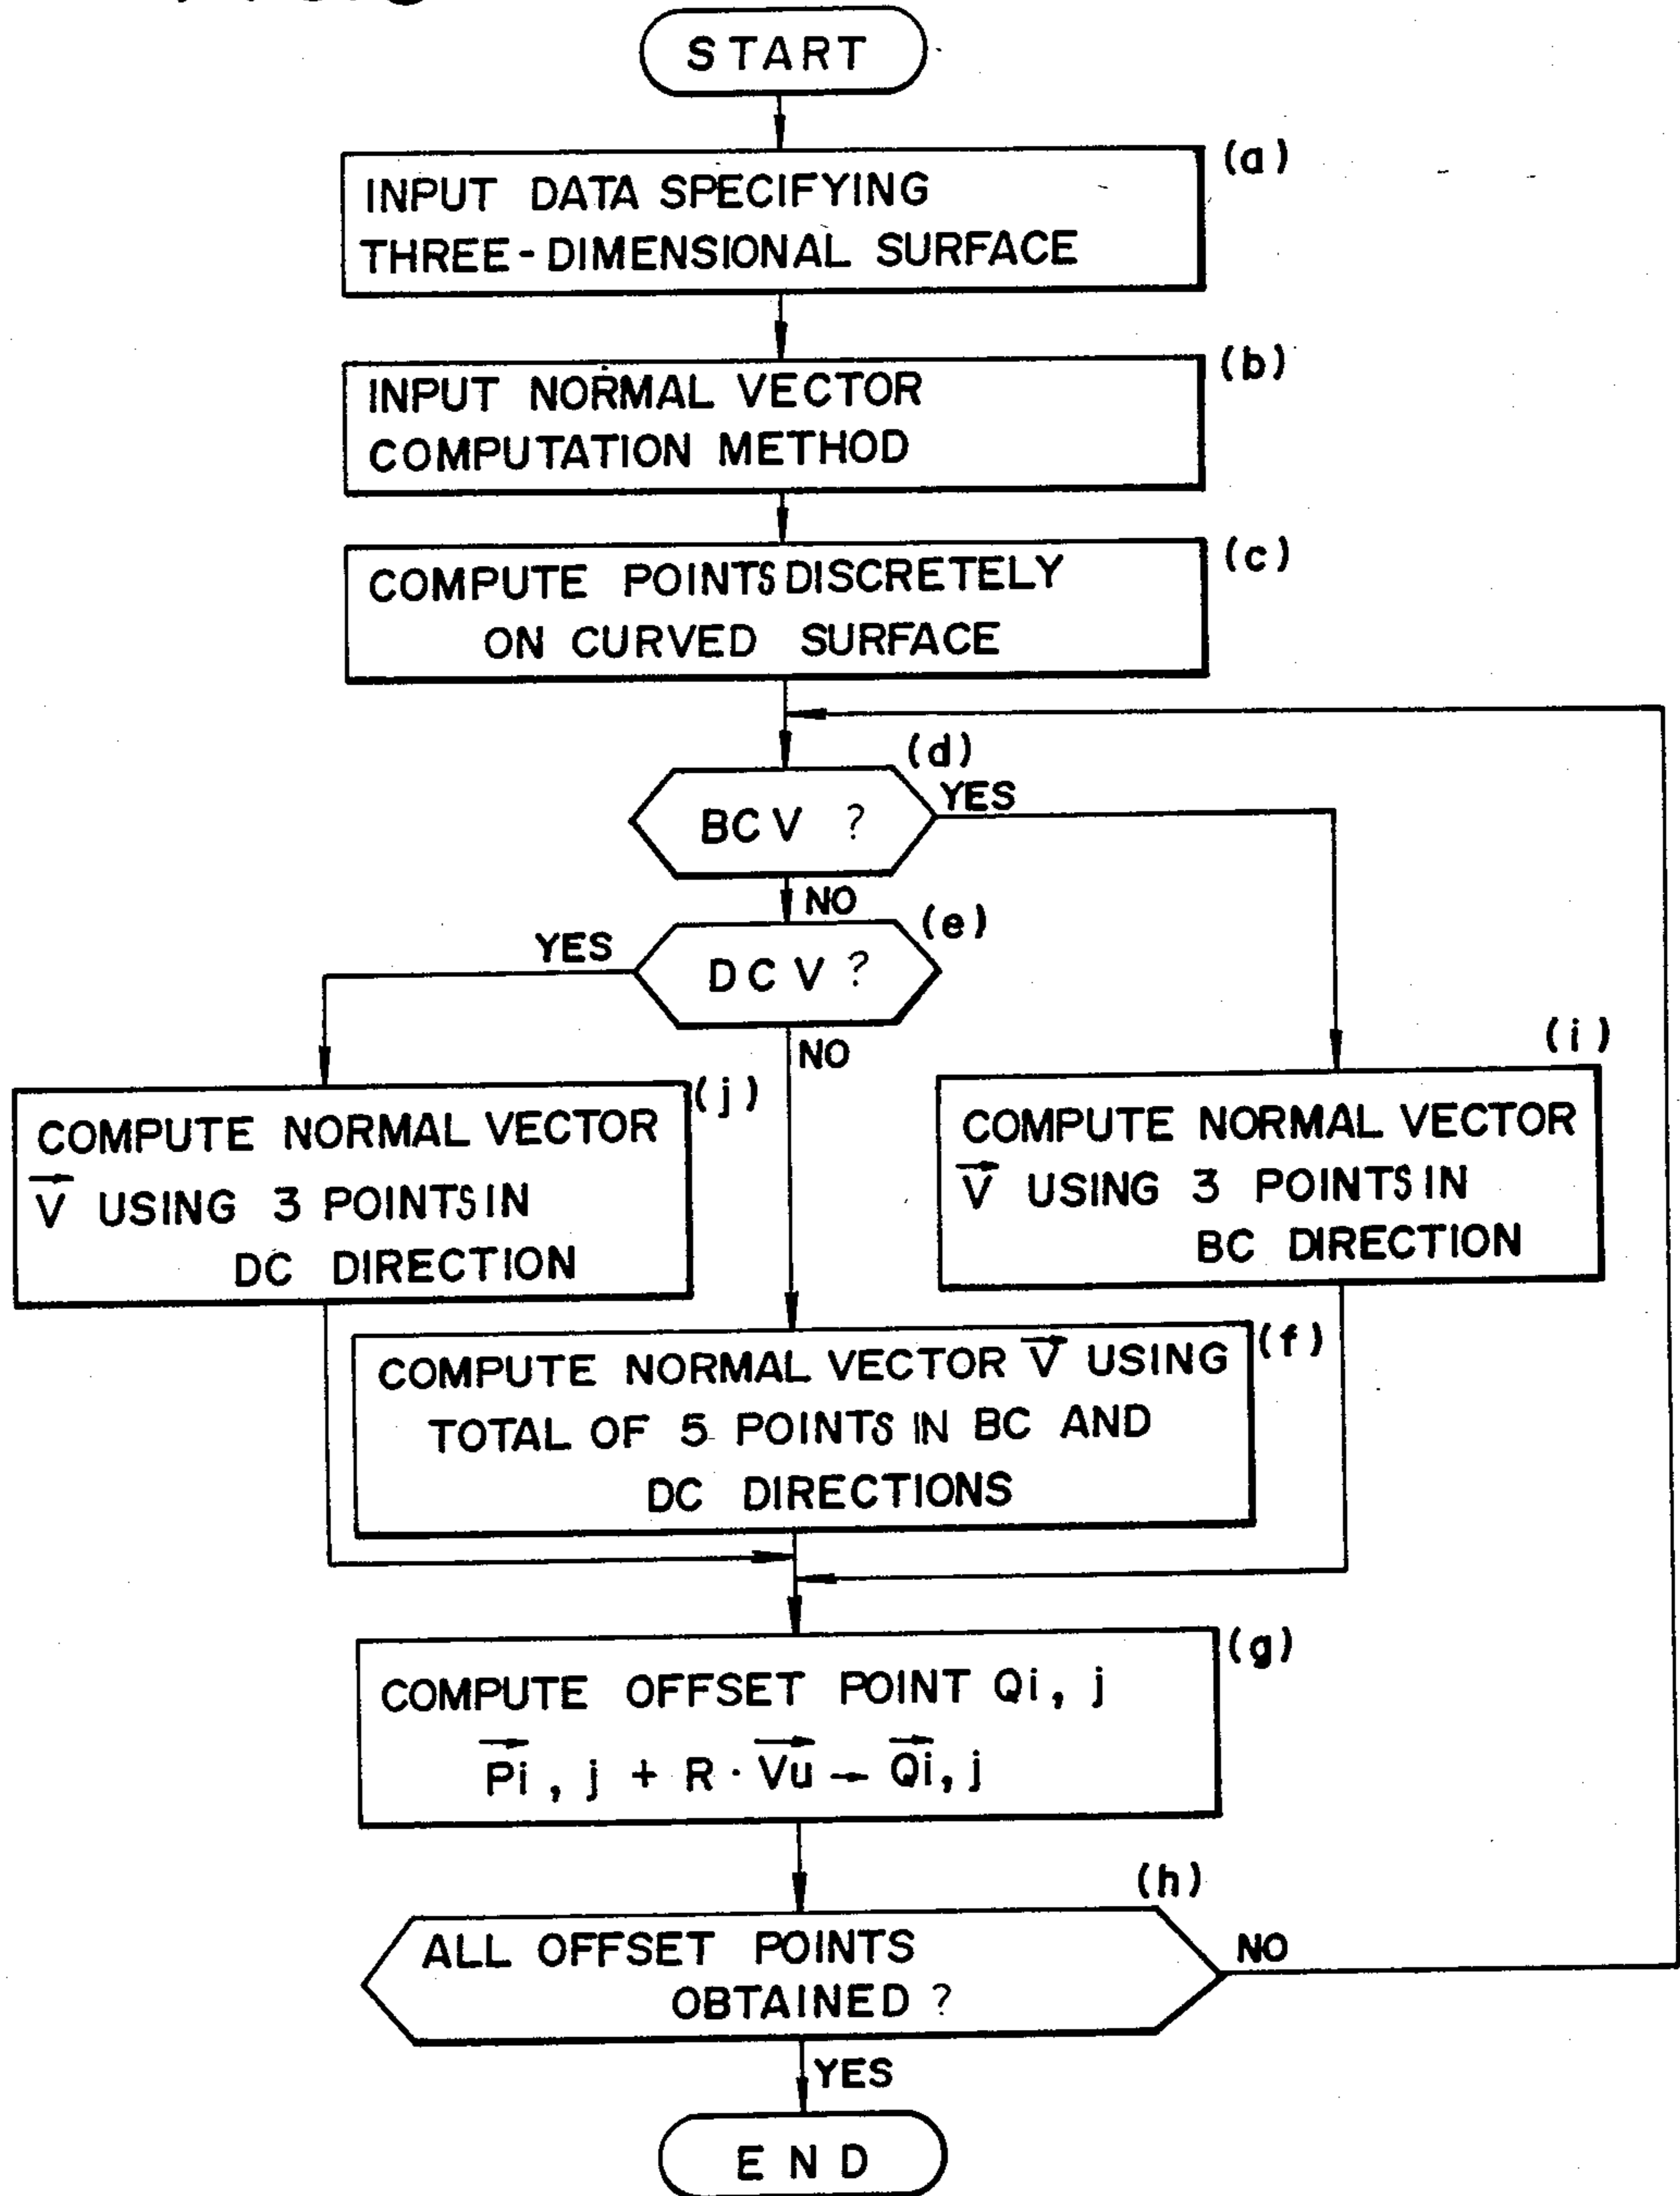 START
(a)
INPUT DATA SPECIFYING
THREE-DIMENSIONAL SURFACE
(b)
INPUT NORMAL VECTOR
COMPUTATION METHOD
(c)
COMPUTE POINTS DISCRETELY
ON CURVED SURFACE
(d)
BCV ?
YES
NO
(e)
DCV ?
YES
NO
(j)
COMPUTE NORMAL VECTOR
V USING 3 POINTS IN
DC DIRECTION
(i)
COMPUTE NORMAL VECTOR
V USING 3 POINTS IN
BC DIRECTION
(f)
COMPUTE NORMAL VECTOR V USING
TOTAL OF 5 POINTS IN BC AND
DC DIRECTIONS
(g)
COMPUTE OFFSET POINT Qi, j
Pi, j + R · Vu → Qi, j
(h)
ALL OFFSET POINTS
OBTAINED ?
NO
YES
END